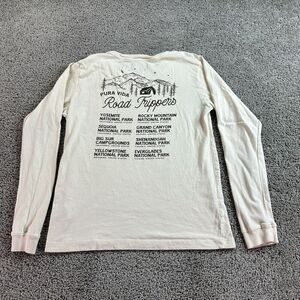 PURA VIDA
Road Trippers
YOSEMITE
NATIONAL PARK
ROCKY MOUNTAIN
NATIONAL PARK
SEQUOIA
NATIONAL PARK
GRAND CANYON
NATIONAL PARK
BIG SUR
CAMPGROUNDS
SHENANDOAH
NATIONAL PARK
YELLOWSTONE
NATIONAL PARK
EVERGLADES
NATIONAL PARK